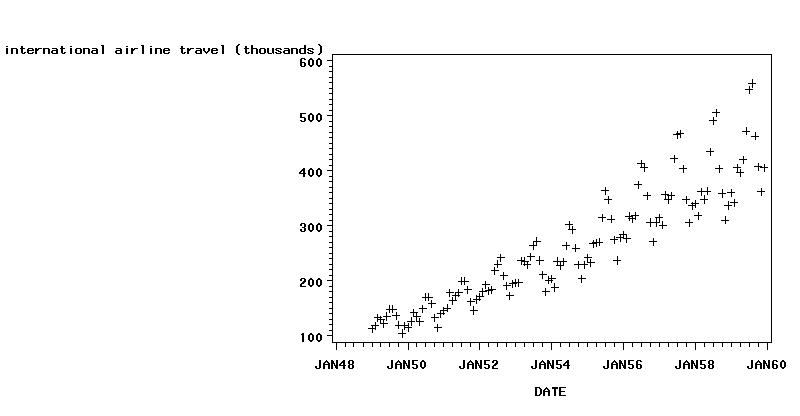 international airline travel (thousands)
600
500
400
300
200
100
JAN48 JAN50 JAN52 JAN54 JAN56 JAN58 JAN60
DATE